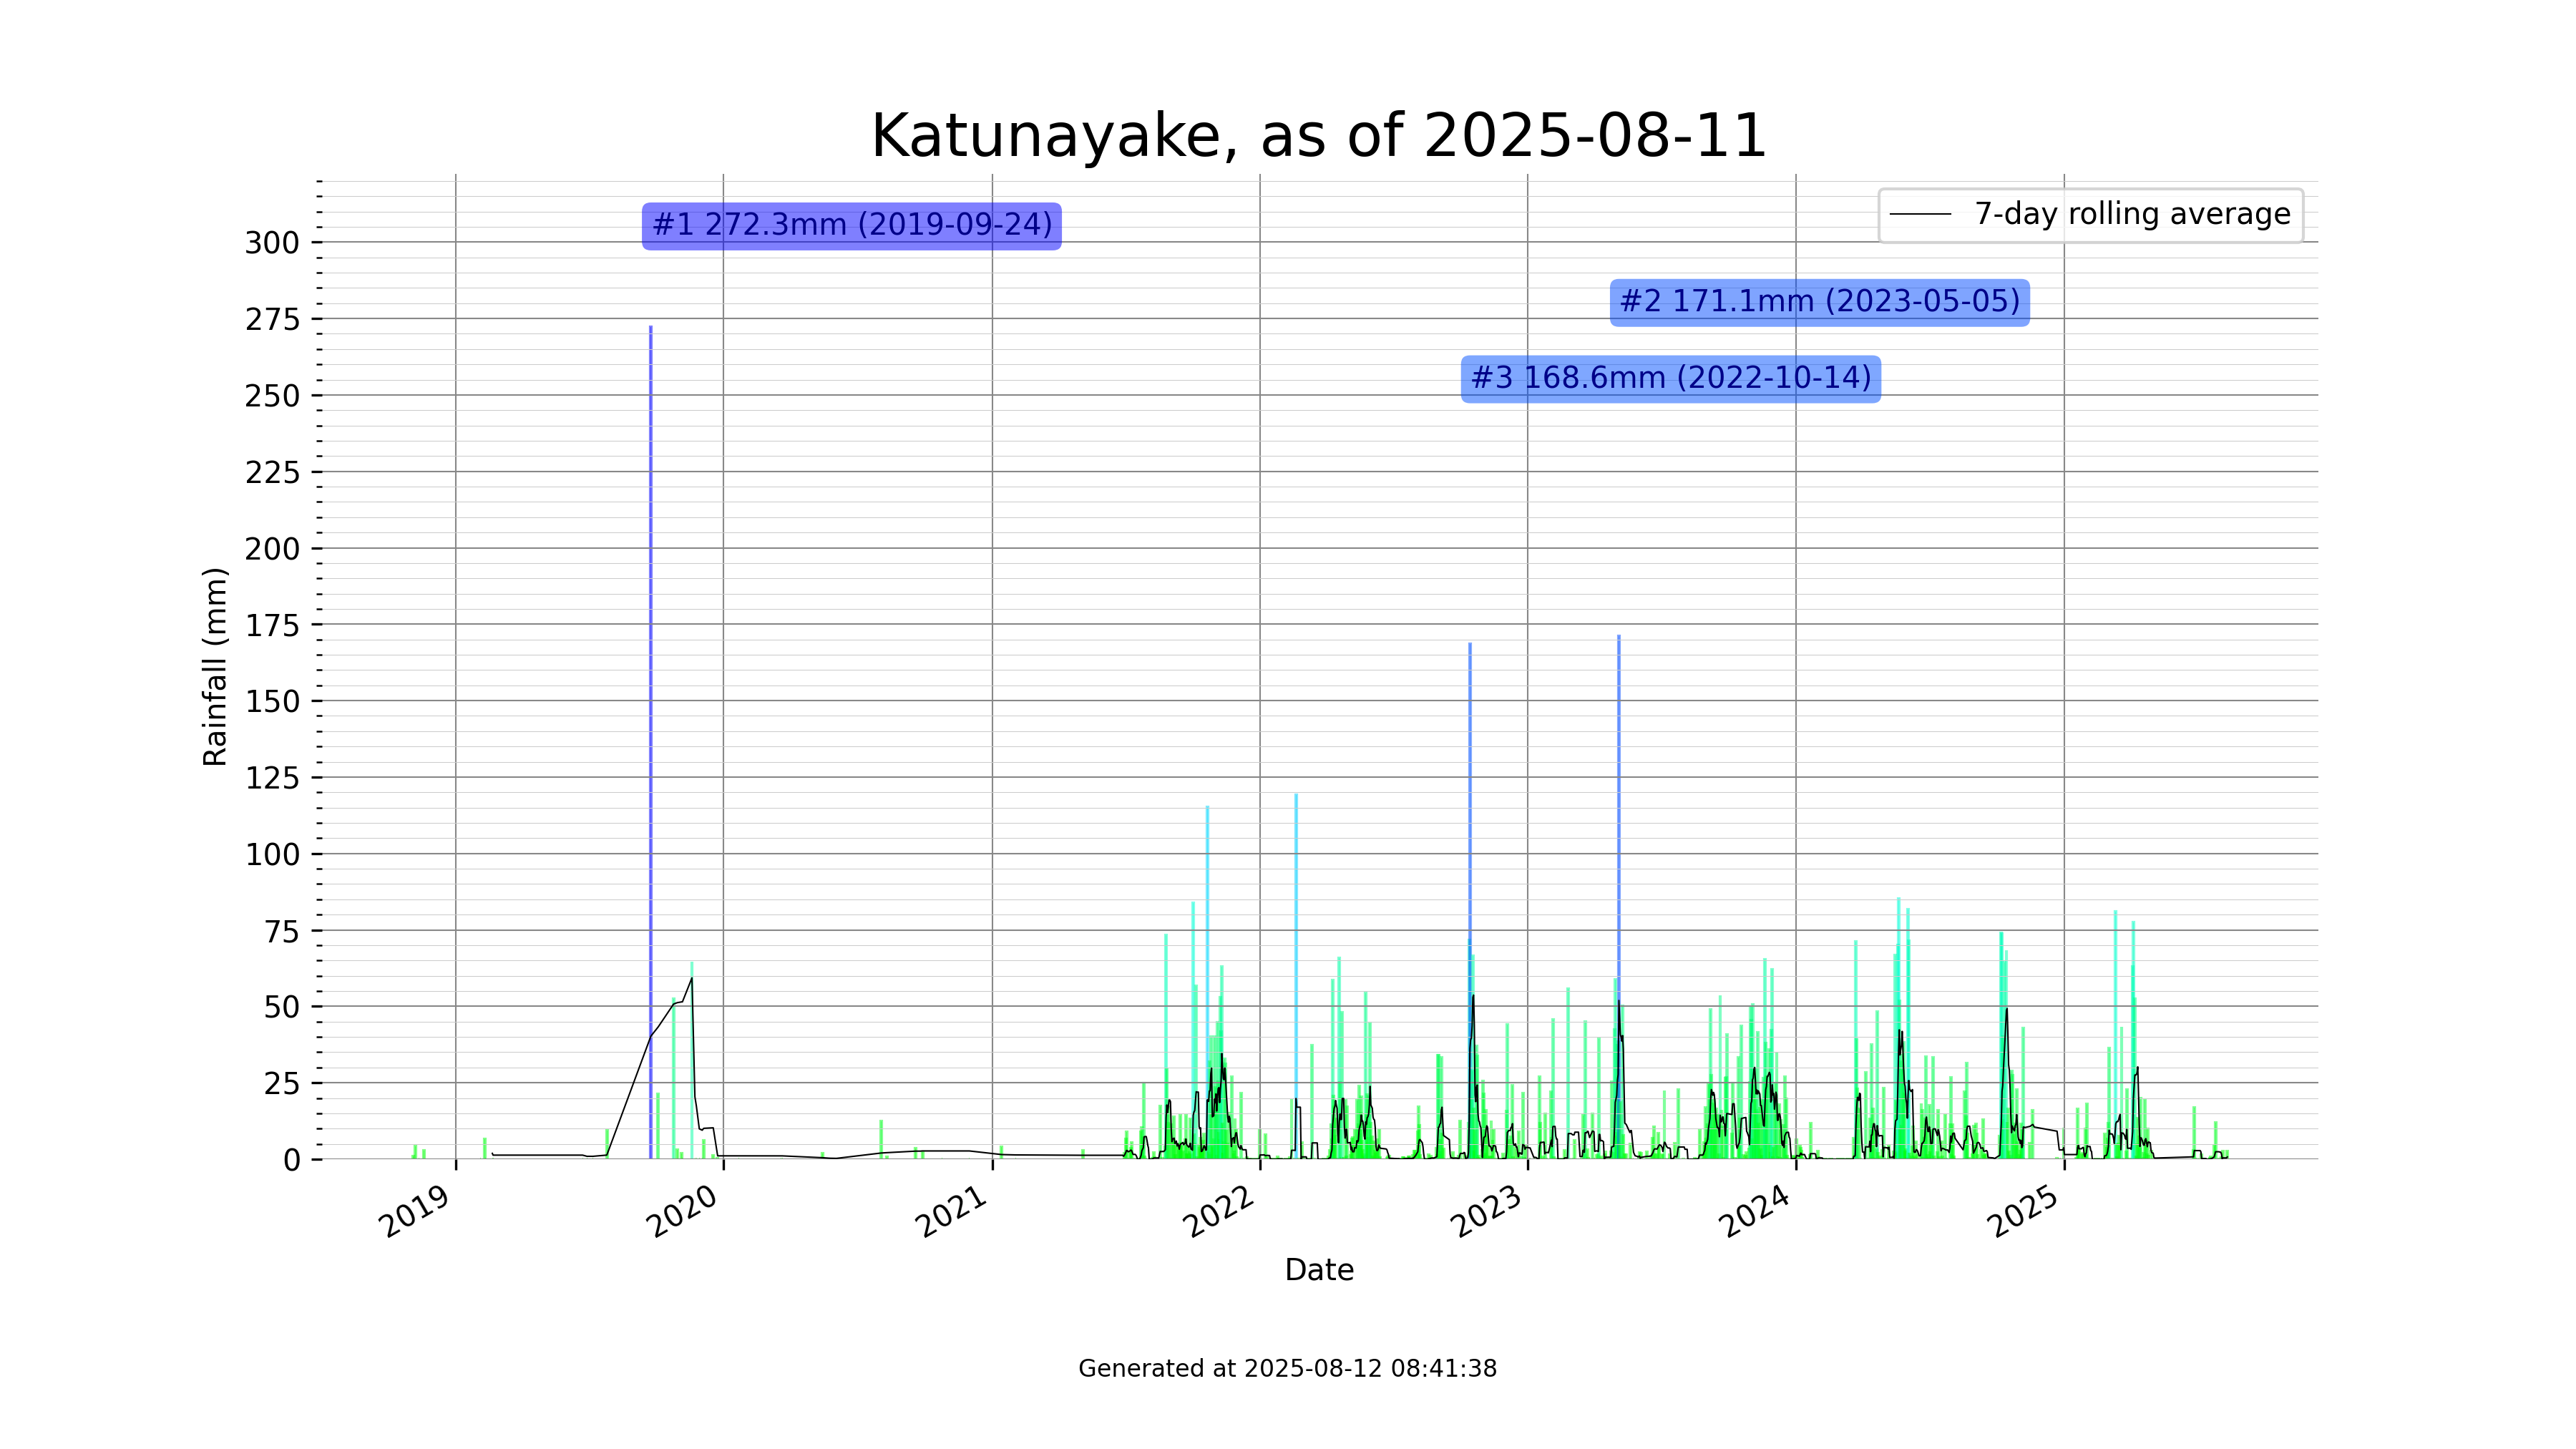 Katunayake, as of 2025-08-11
#1 272.3mm (2019-09-24)
7-day rolling average
#2 171.1mm (2023-05-05)
#3 168.6mm (2022-10-14)
300
275
250
225
200
175
150
125
100
75
50
25
0
Rainfall (mm)
2019
2020
2021
2022
2023
2024
2025
Date
Generated at 2025-08-12 08:41:38